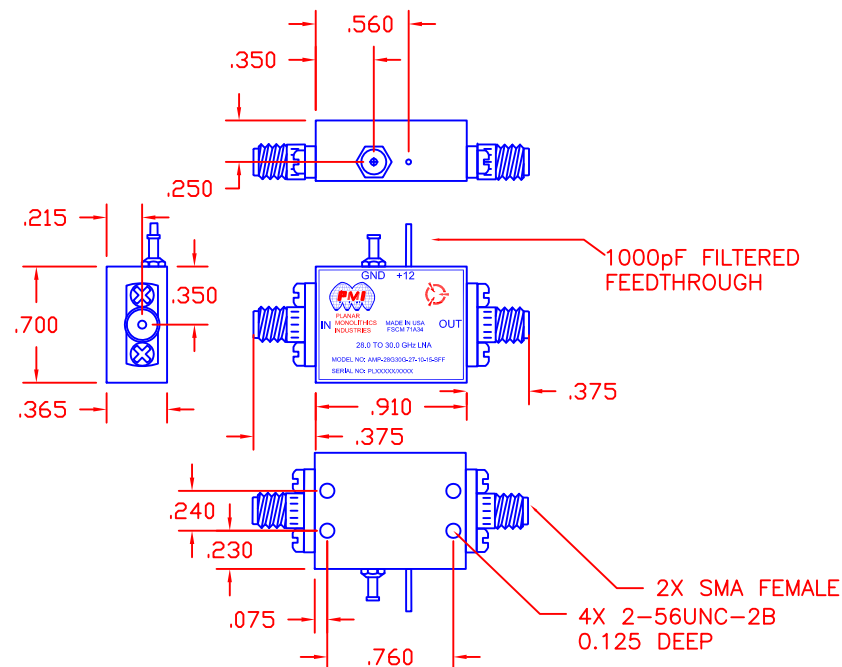 .560
.350
.250
.215
1000pF FILTERED
FEEDTHROUGH
GND +12
.350
PMI
PLANAR
MONOLITHICS
INDUSTRIES
IN
MADE IN USA
FSCM 71A34
OUT
.700
28.0 TO 30.0 GHz LNA
MODEL NO: AMP-28G30G-27-10-15-SFF
SERIAL NO: PLXXXXX/XXXX
.365
.910
.375
.375
.240
.230
2X SMA FEMALE
.075
4X 2-56UNC-2B
0.125 DEEP
.760